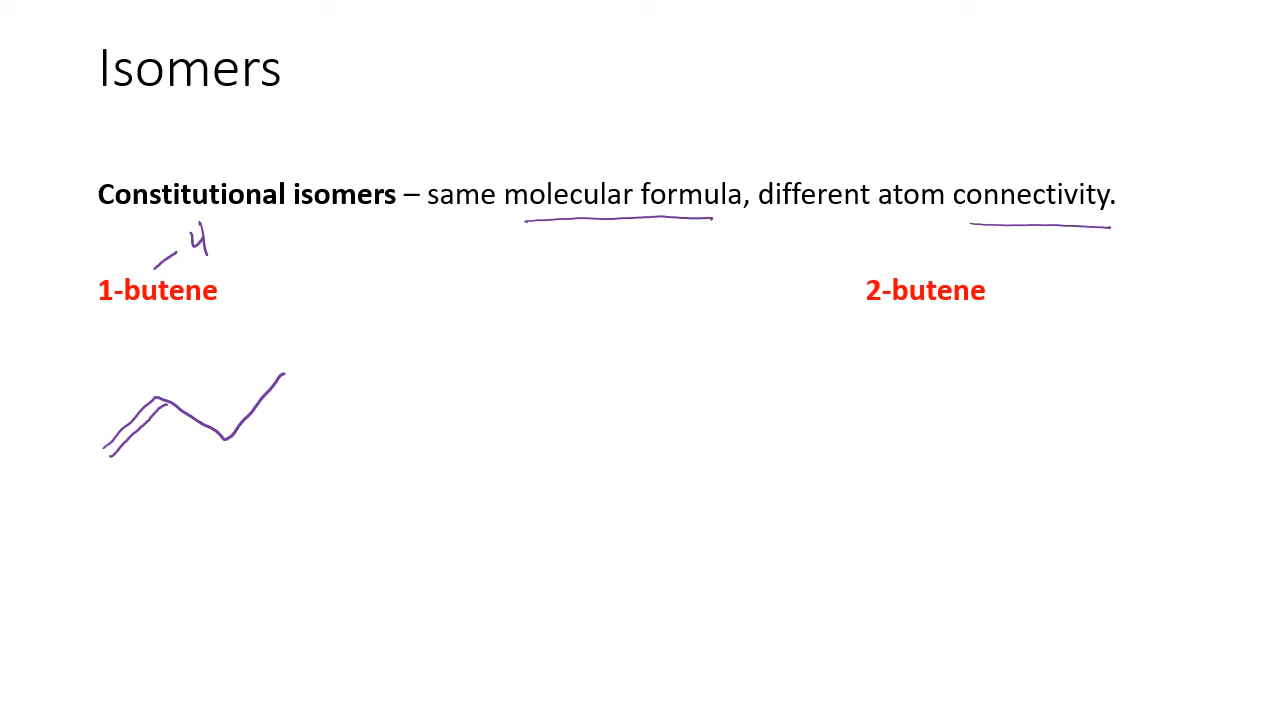 Isomers
Constitutional isomers – same molecular formula, different atom connectivity.
4
1-butene 2-butene